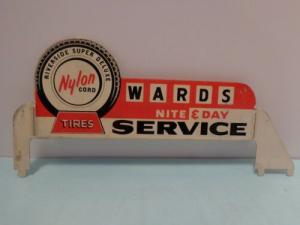 RIVERSIDE SUPER DELUXE
Nylon
CORD
TIRES
WARDS
NITE & DAY
SERVICE